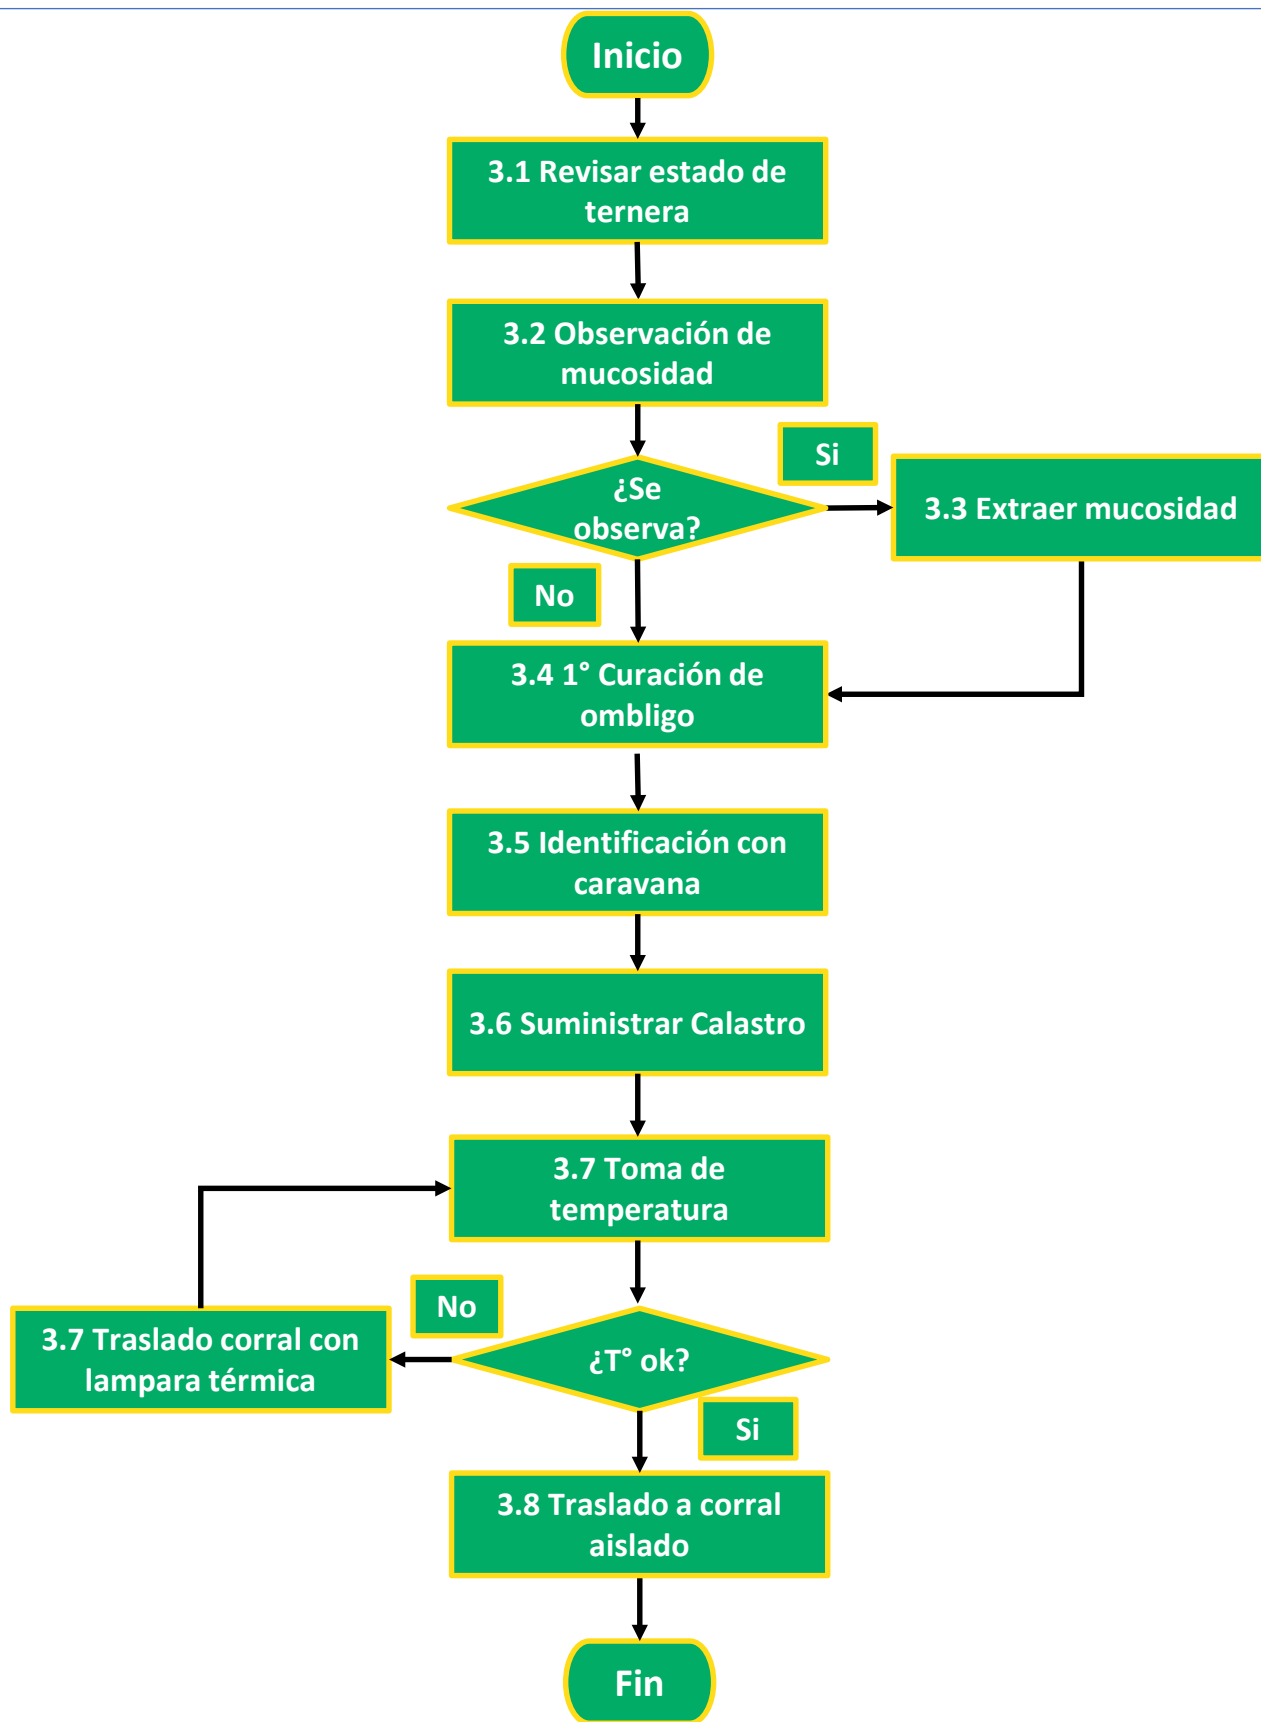 Inicio
3.1 Revisar estado de
ternera
3.2 Observación de
mucosidad
Si
¿Se
observa?
3.3 Extraer mucosidad
No
3.4 1° Curación de
ombligo
3.5 Identificación con
caravana
3.6 Suministrar Calastro
3.7 Toma de
temperatura
No
3.7 Traslado corral con
lampara térmica
¿T° ok?
Si
3.8 Traslado a corral
aislado
Fin